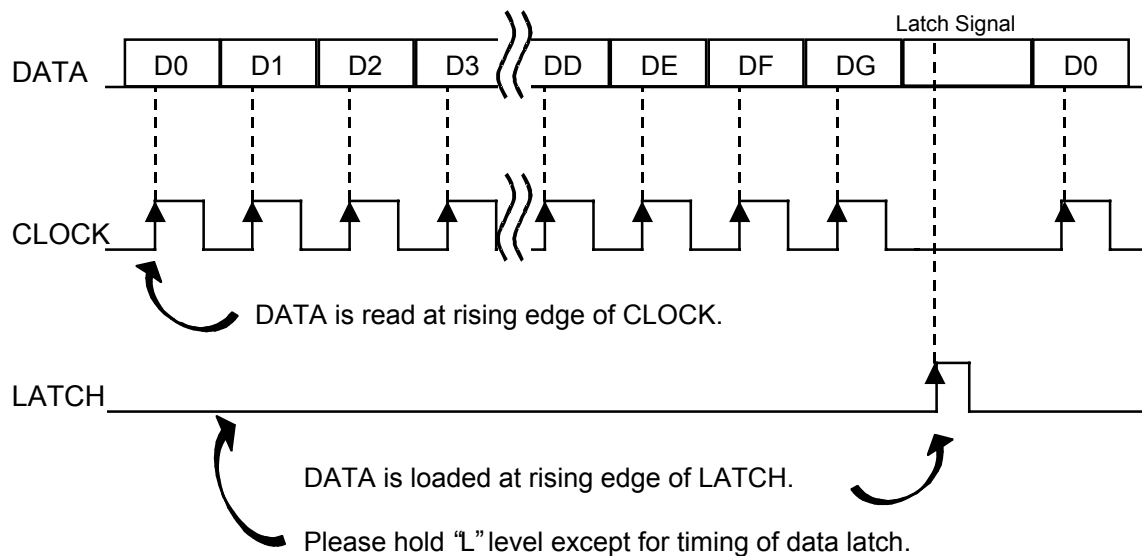 Latch Signal
DATA D0 D1 D2 D3 DD DE DF DG D0
CLOCK
DATA is read at rising edge of CLOCK.
LATCH
DATA is loaded at rising edge of LATCH.
Please hold “L” level except for timing of data latch.